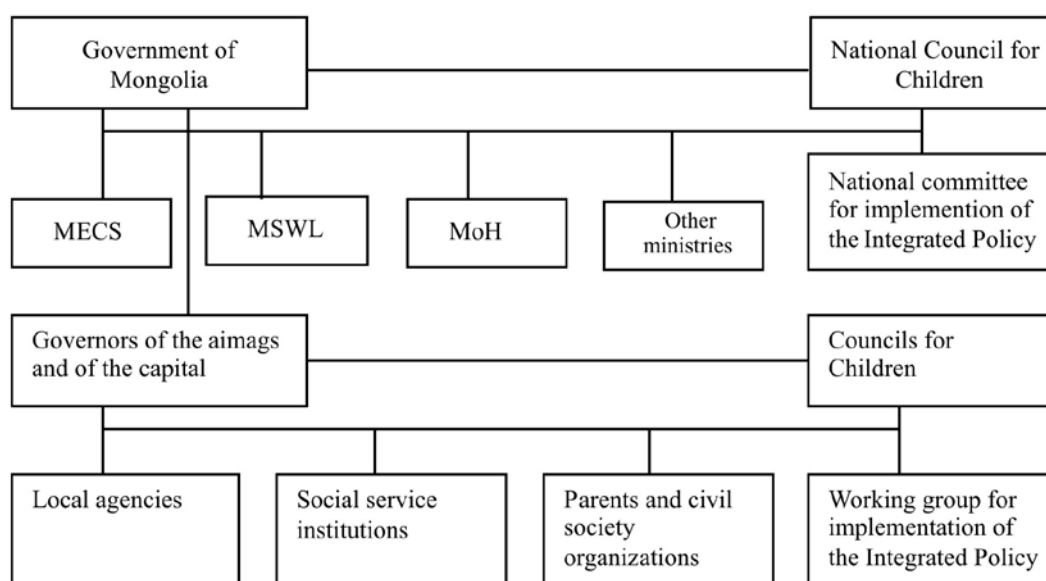 Government of
Mongolia
National Council for
Children
MECS
MSWL
MoH
Other
ministries
National committee
for implemention of
the Integrated Policy
Governors of the aimags
and of the capital
Councils for
Children
Local agencies
Social service
institutions
Parents and civil
society
organizations
Working group for
implementation of
the Integrated Policy